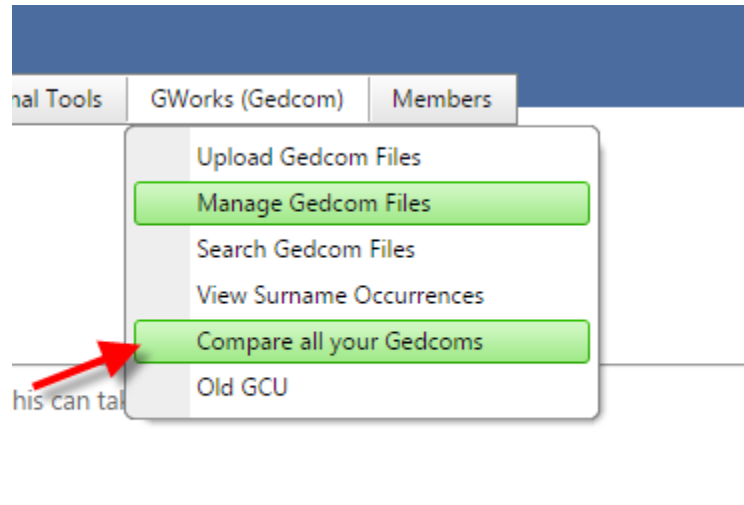 nal Tools GWorks (Gedcom) Members
Upload Gedcom Files
Manage Gedcom Files
Search Gedcom Files
View Surname Occurrences
Compare all your Gedcoms
Old GCU
his can tak